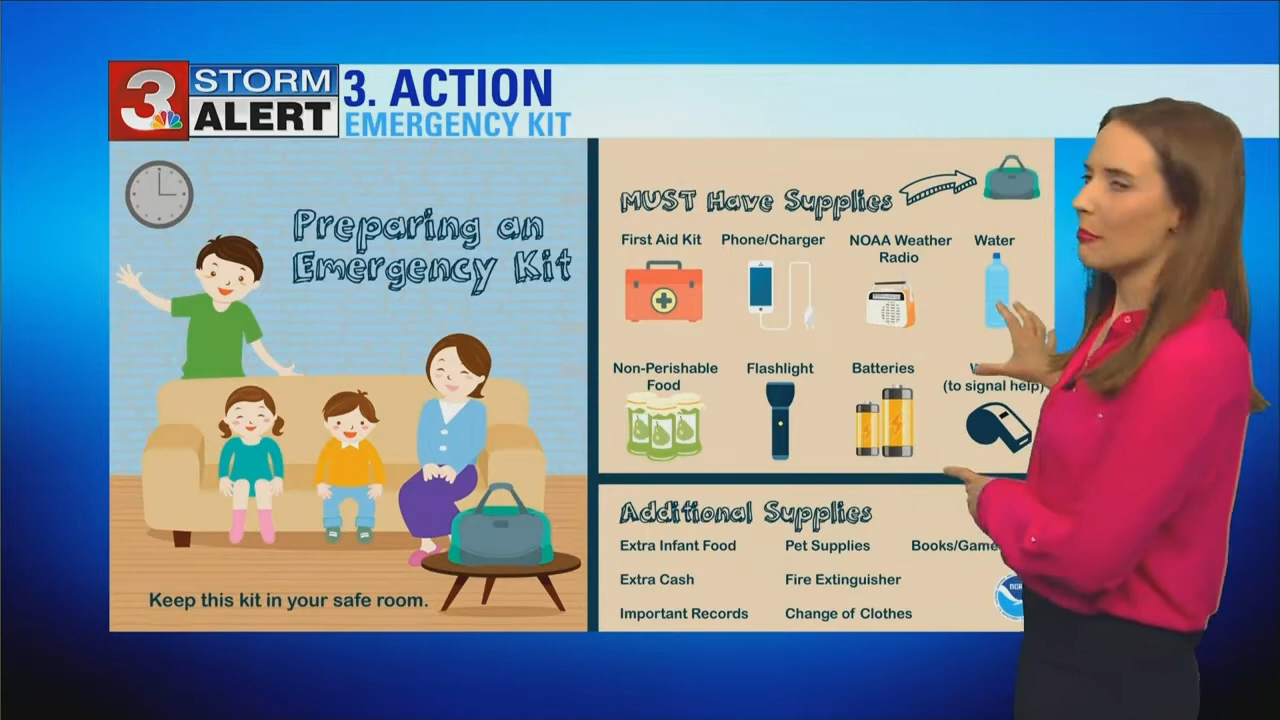 3
STORM
ALERT
3. ACTION
EMERGENCY KIT
Preparing an
Emergency Kit
Keep this kit in your safe room.
MUST Have Supplies
First Aid Kit
Phone/Charger
NOAA Weather
Radio
Water
Non-Perishable
Food
Flashlight
Batteries
(to signal help)
Additional Supplies
Extra Infant Food
Pet Supplies
Books/Game
Extra Cash
Fire Extinguisher
Important Records
Change of Clothes